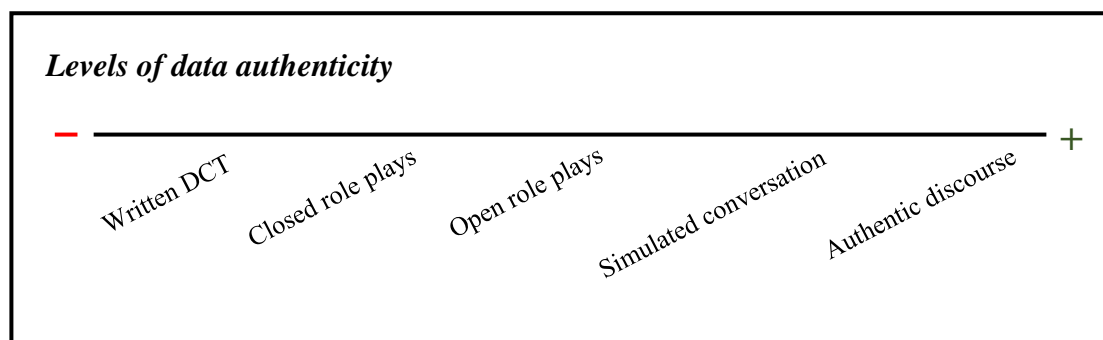 Levels of data authenticity
− +
Written DCT
Closed role plays
Open role plays
Simulated conversation
Authentic discourse